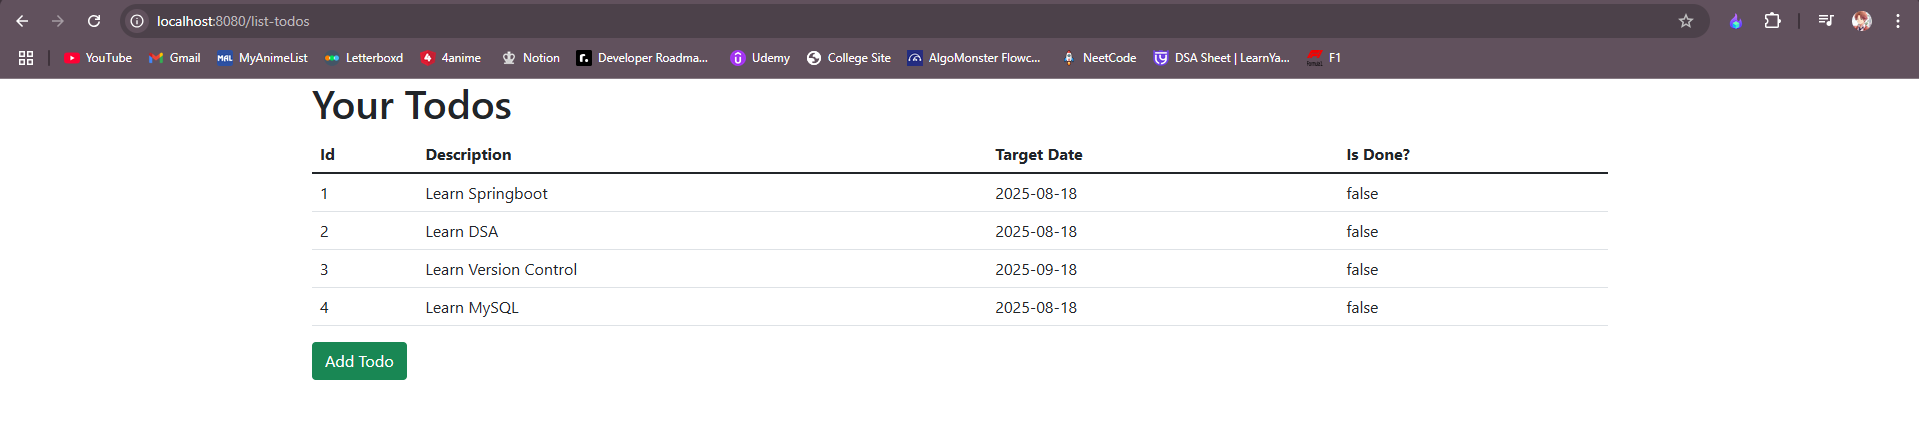 localhost:8080/list-todos
YouTube Gmail MAL MyAnimeList Letterboxd 4 4anime Notion r. Developer Roadma... Udemy College Site AlgoMonster Flowc... NeetCode DSA Sheet | LearnYa... F1
Your Todos
Id Description Target Date Is Done?
1 Learn Springboot 2025-08-18 false
2 Learn DSA 2025-08-18 false
3 Learn Version Control 2025-09-18 false
4 Learn MySQL 2025-08-18 false
Add Todo